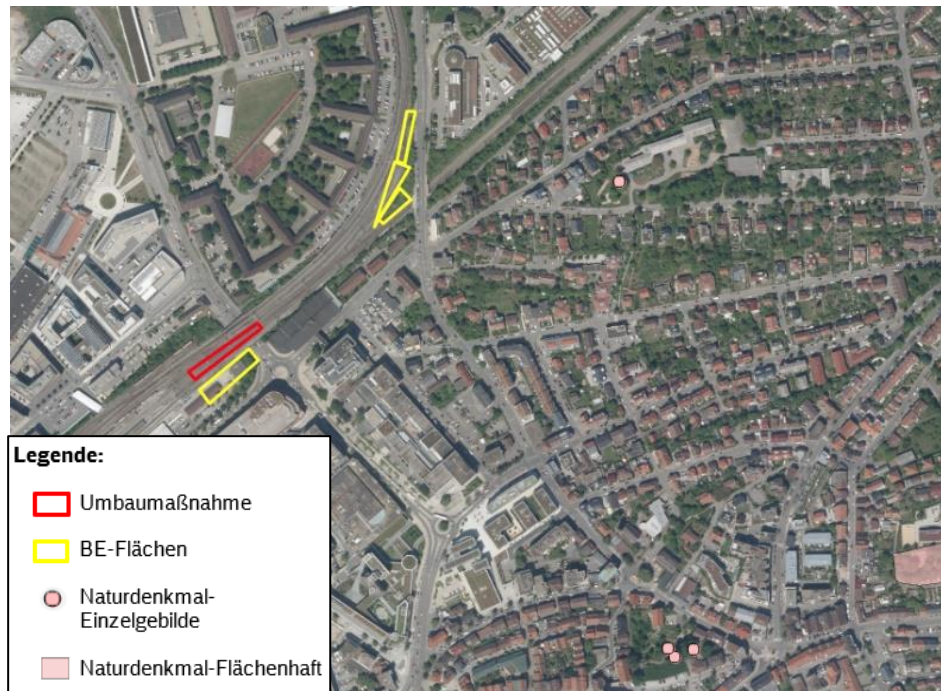 Legende:
Umbaumaßnahme
BE-Flächen
Naturdenkmal-
Einzelgebilde
Naturdenkmal-Flächenhaft